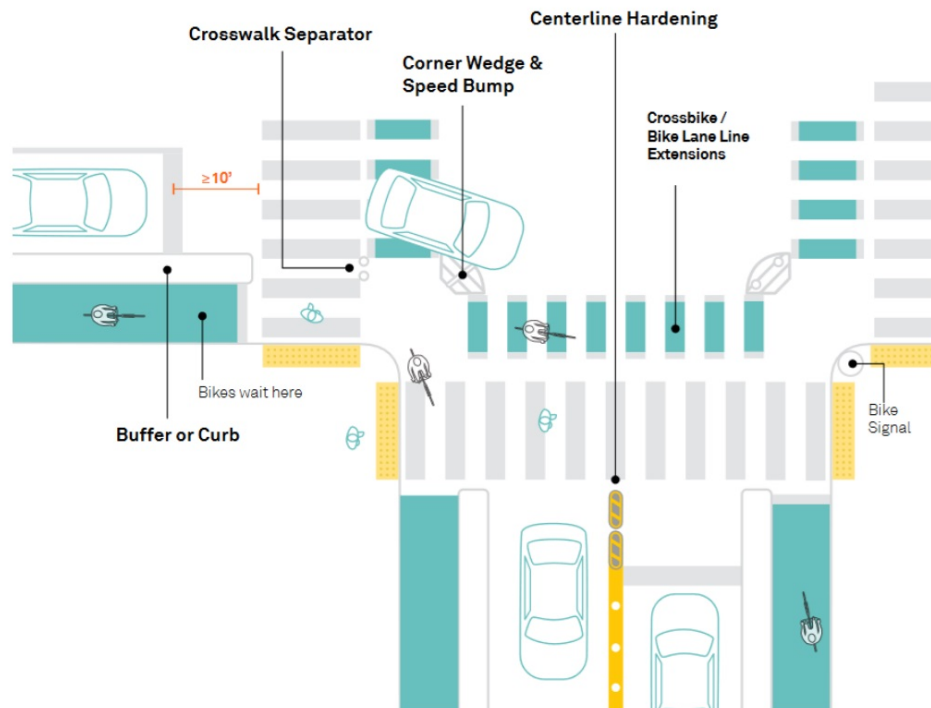 Centerline Hardening
Crosswalk Separator
Corner Wedge &
Speed Bump
Crossbike /
Bike Lane Line
Extensions
≥10’
Bikes wait here
Buffer or Curb
Bike
Signal